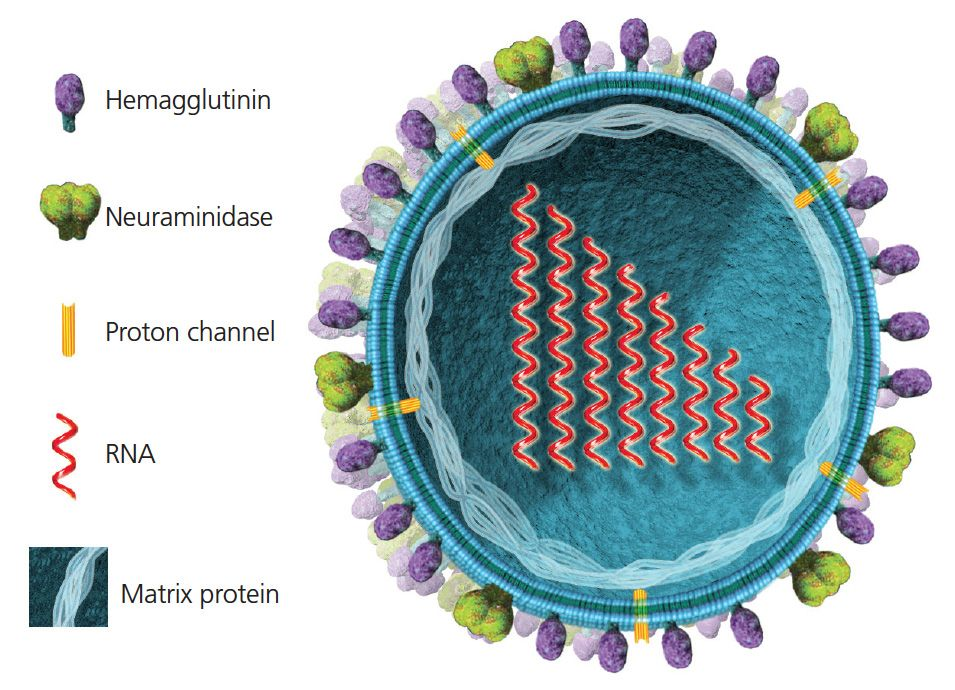 Hemagglutinin
Neuraminidase
Proton channel
RNA
Matrix protein